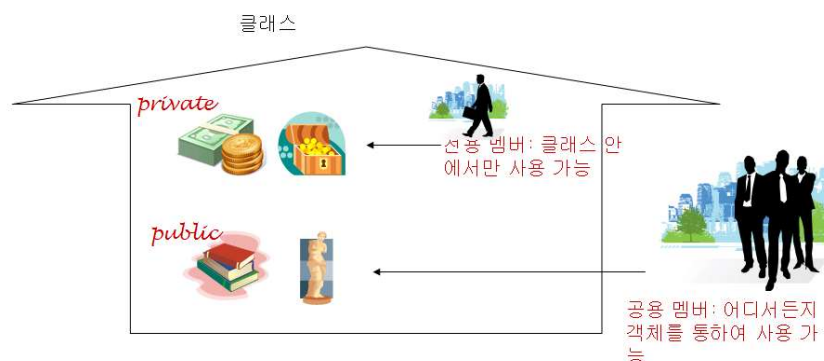 클래스
private
전용 멤버: 클래스 안
에서만 사용 가능
public
공용 멤버: 어디서든지
객체를 통하여 사용 가
능